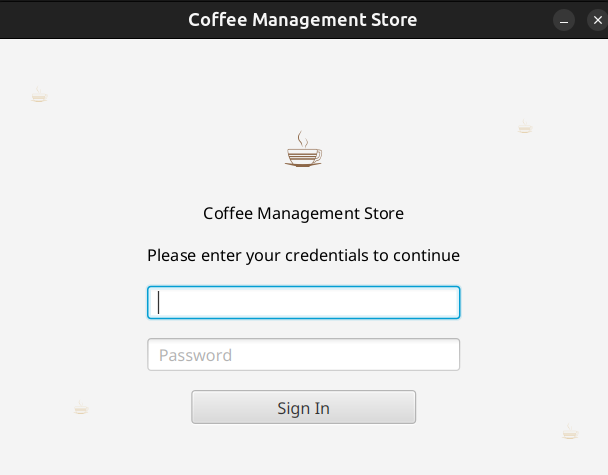 Coffee Management Store
Coffee Management Store
Please enter your credentials to continue
Password
Sign In